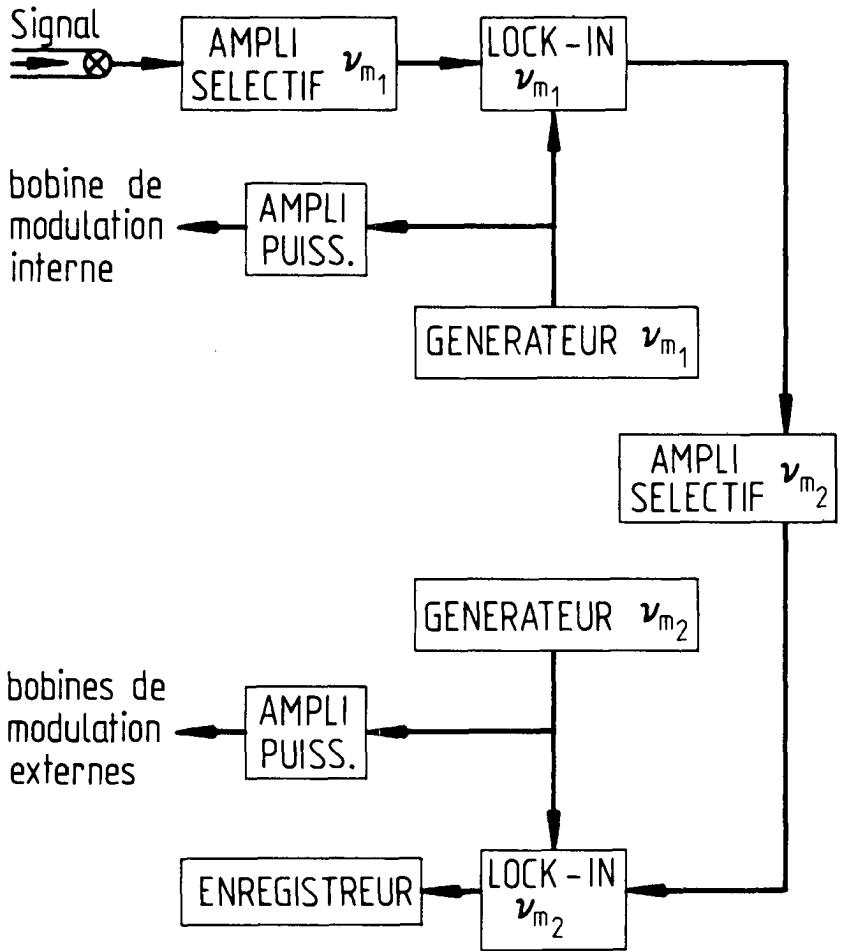 Signal
AMPLI
SELECTIF νm₁
LOCK-IN
νm₁
bobine de
modulation
interne
AMPLI
PUISS.
GENERATEUR νm₁
AMPLI
SELECTIF νm₂
GENERATEUR νm₂
bobines de
modulation
externes
AMPLI
PUISS.
LOCK-IN
νm₂
ENREGISTREUR